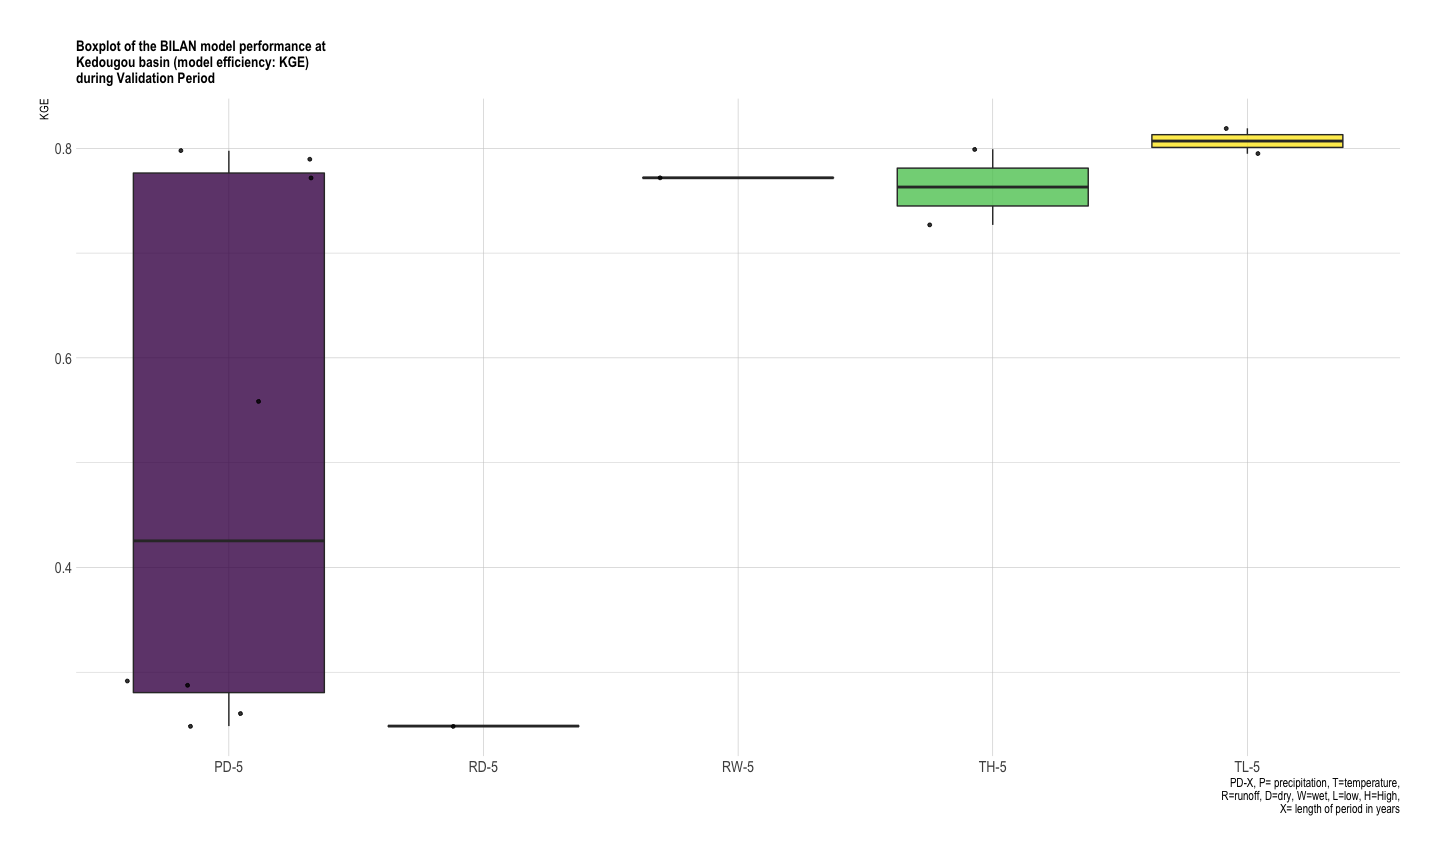 Boxplot of the BILAN model performance at
Kedougou basin (model efficiency: KGE)
during Validation Period
KGE
0.8
0.6
0.4
PD-5 RD-5 RW-5 TH-5 TL-5
PD-X, P= precipitation, T=temperature,
R=runoff, D=dry, W=wet, L=low, H=High,
X= length of period in years